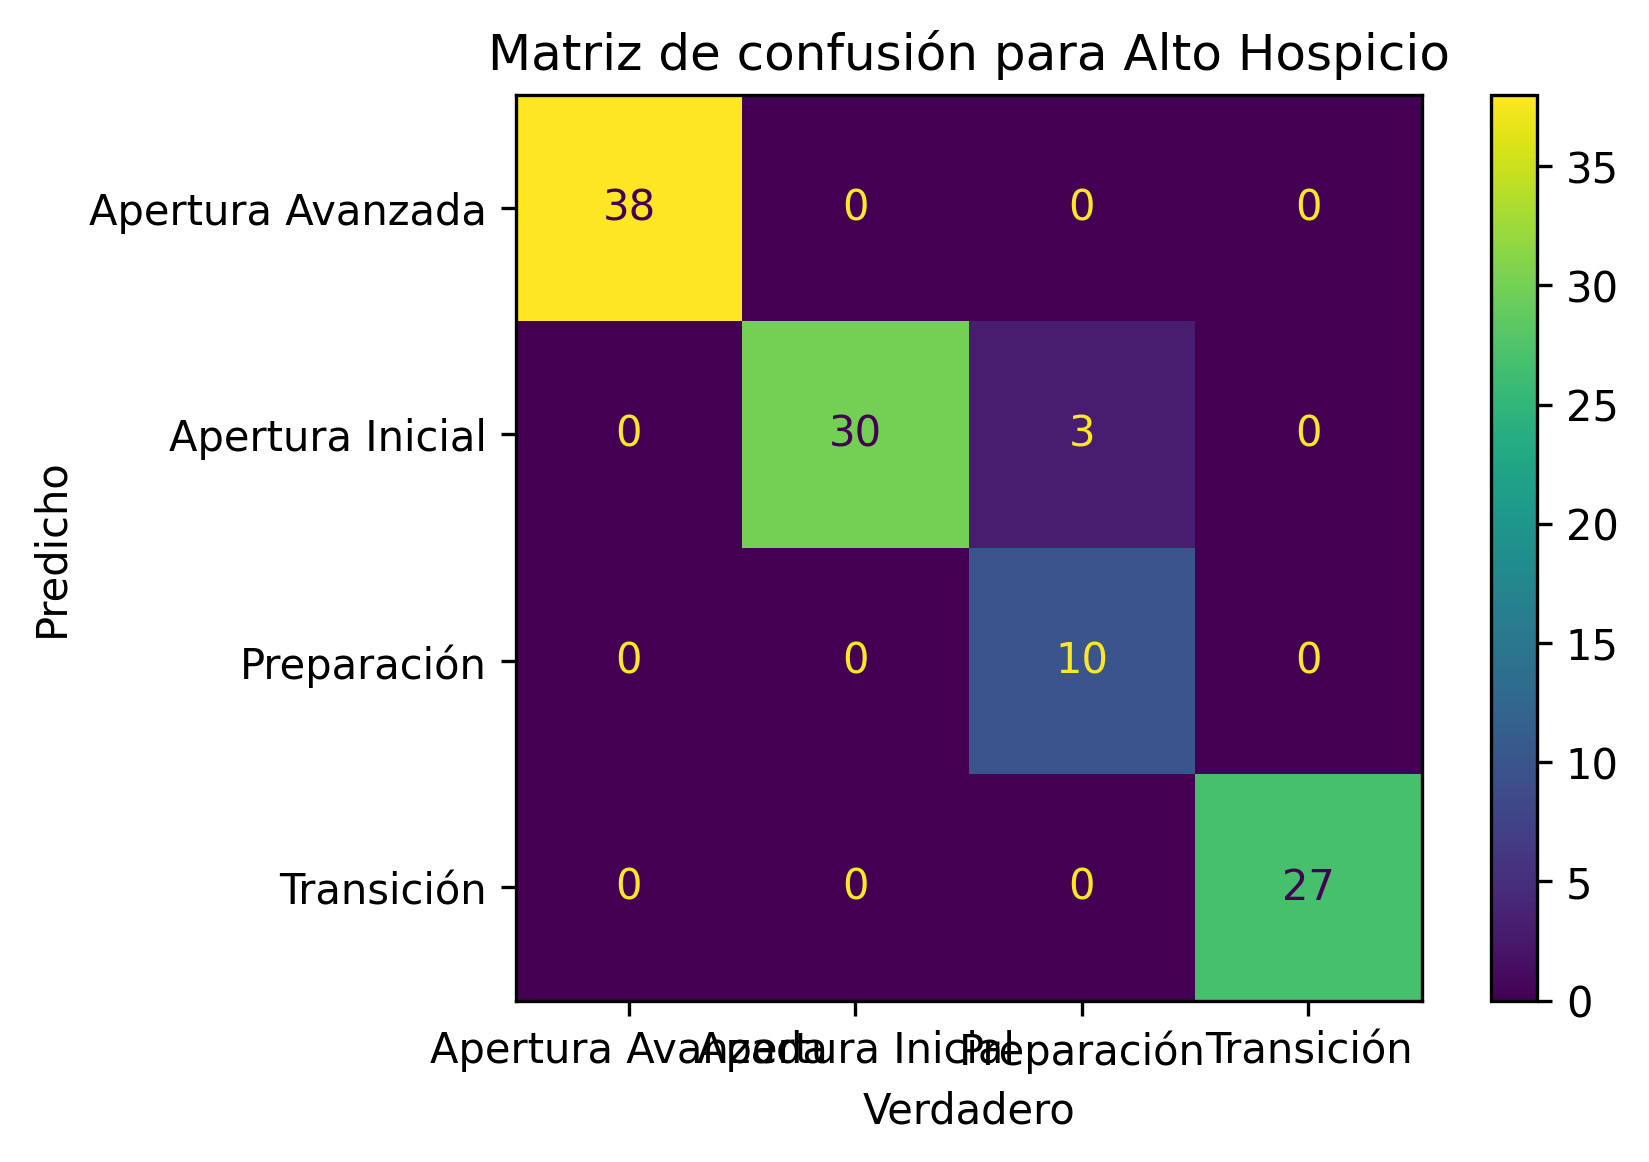 Matriz de confusión para Alto Hospicio
Apertura Avanzada 38 0 0 0
Apertura Inicial 0 30 3 0
Preparación 0 0 10 0
Transición 0 0 0 27
Apertura Avanzada Apertura Inicial Preparación Transición
Verdadero
Predicho
35
30
25
20
15
10
5
0